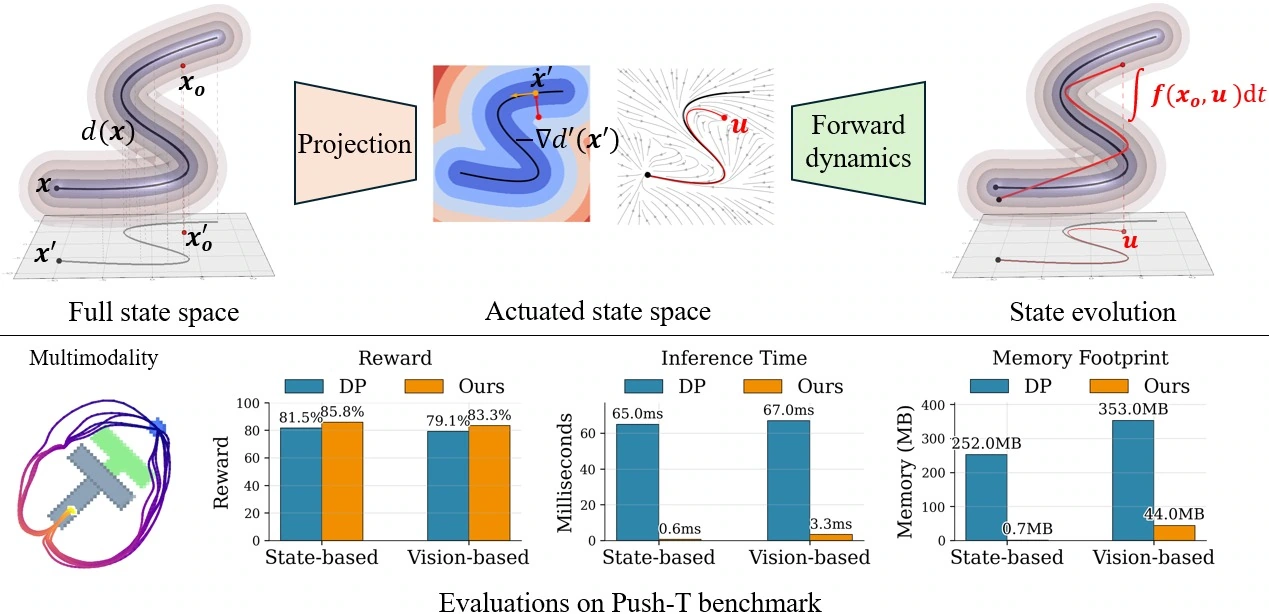 x_o
d(x)
x
x'_o
x'
Full state space
Projection
ẋ'
−∇d'(x')
u
Actuated state space
Forward
dynamics
∫ f(x_o, u )dt
u
State evolution
Multimodality
Reward
DP
Ours
Reward
100
80
60
40
20
0
81.5%
85.8%
79.1%
83.3%
State-based
Vision-based
Inference Time
DP
Ours
Milliseconds
60
40
20
0
65.0ms
0.6ms
67.0ms
3.3ms
State-based
Vision-based
Memory Footprint
DP
Ours
Memory (MB)
400
300
200
100
0
252.0MB
0.7MB
353.0MB
44.0MB
State-based
Vision-based
Evaluations on Push-T benchmark